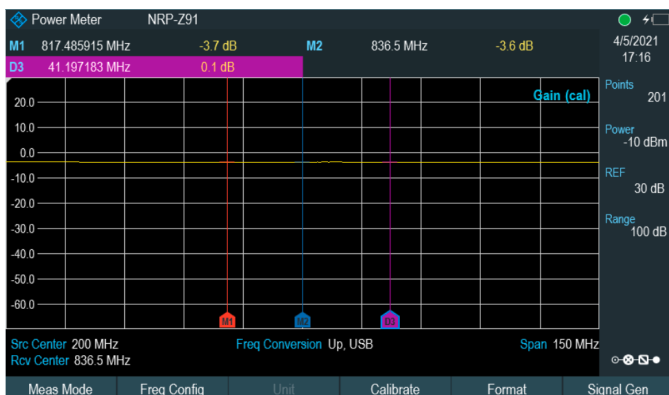 Power Meter NRP-Z91
M1 817.485915 MHz -3.7 dB M2 836.5 MHz -3.6 dB
4/5/2021
17:16
D3 41.197183 MHz 0.1 dB
Gain (cal)
Points
201
Power
-10 dBm
REF
30 dB
Range
100 dB
20.0
10.0
0.0
-10.0
-20.0
-30.0
-40.0
-50.0
-60.0
M1 M2 D3
Src Center 200 MHz Freq Conversion Up, USB Span 150 MHz
Rcv Center 836.5 MHz
Meas Mode Freq Config Unit Calibrate Format Signal Gen